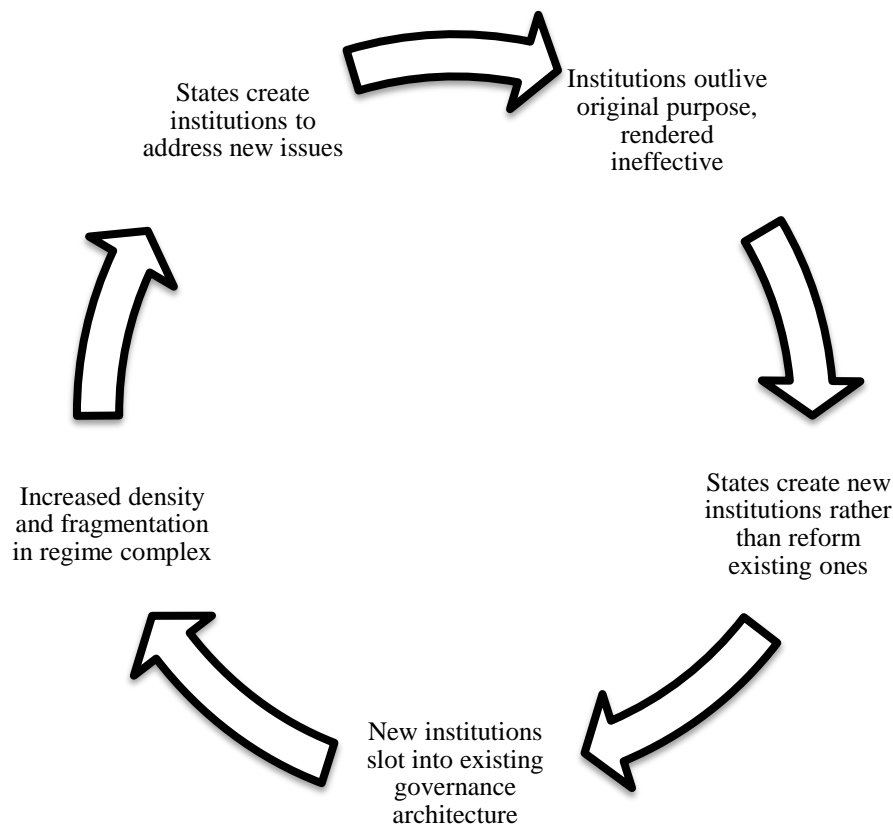 States create
institutions to
address new issues
Institutions outlive
original purpose,
rendered
ineffective
States create new
institutions rather
than reform
existing ones
New institutions
slot into existing
governance
architecture
Increased density
and fragmentation
in regime complex